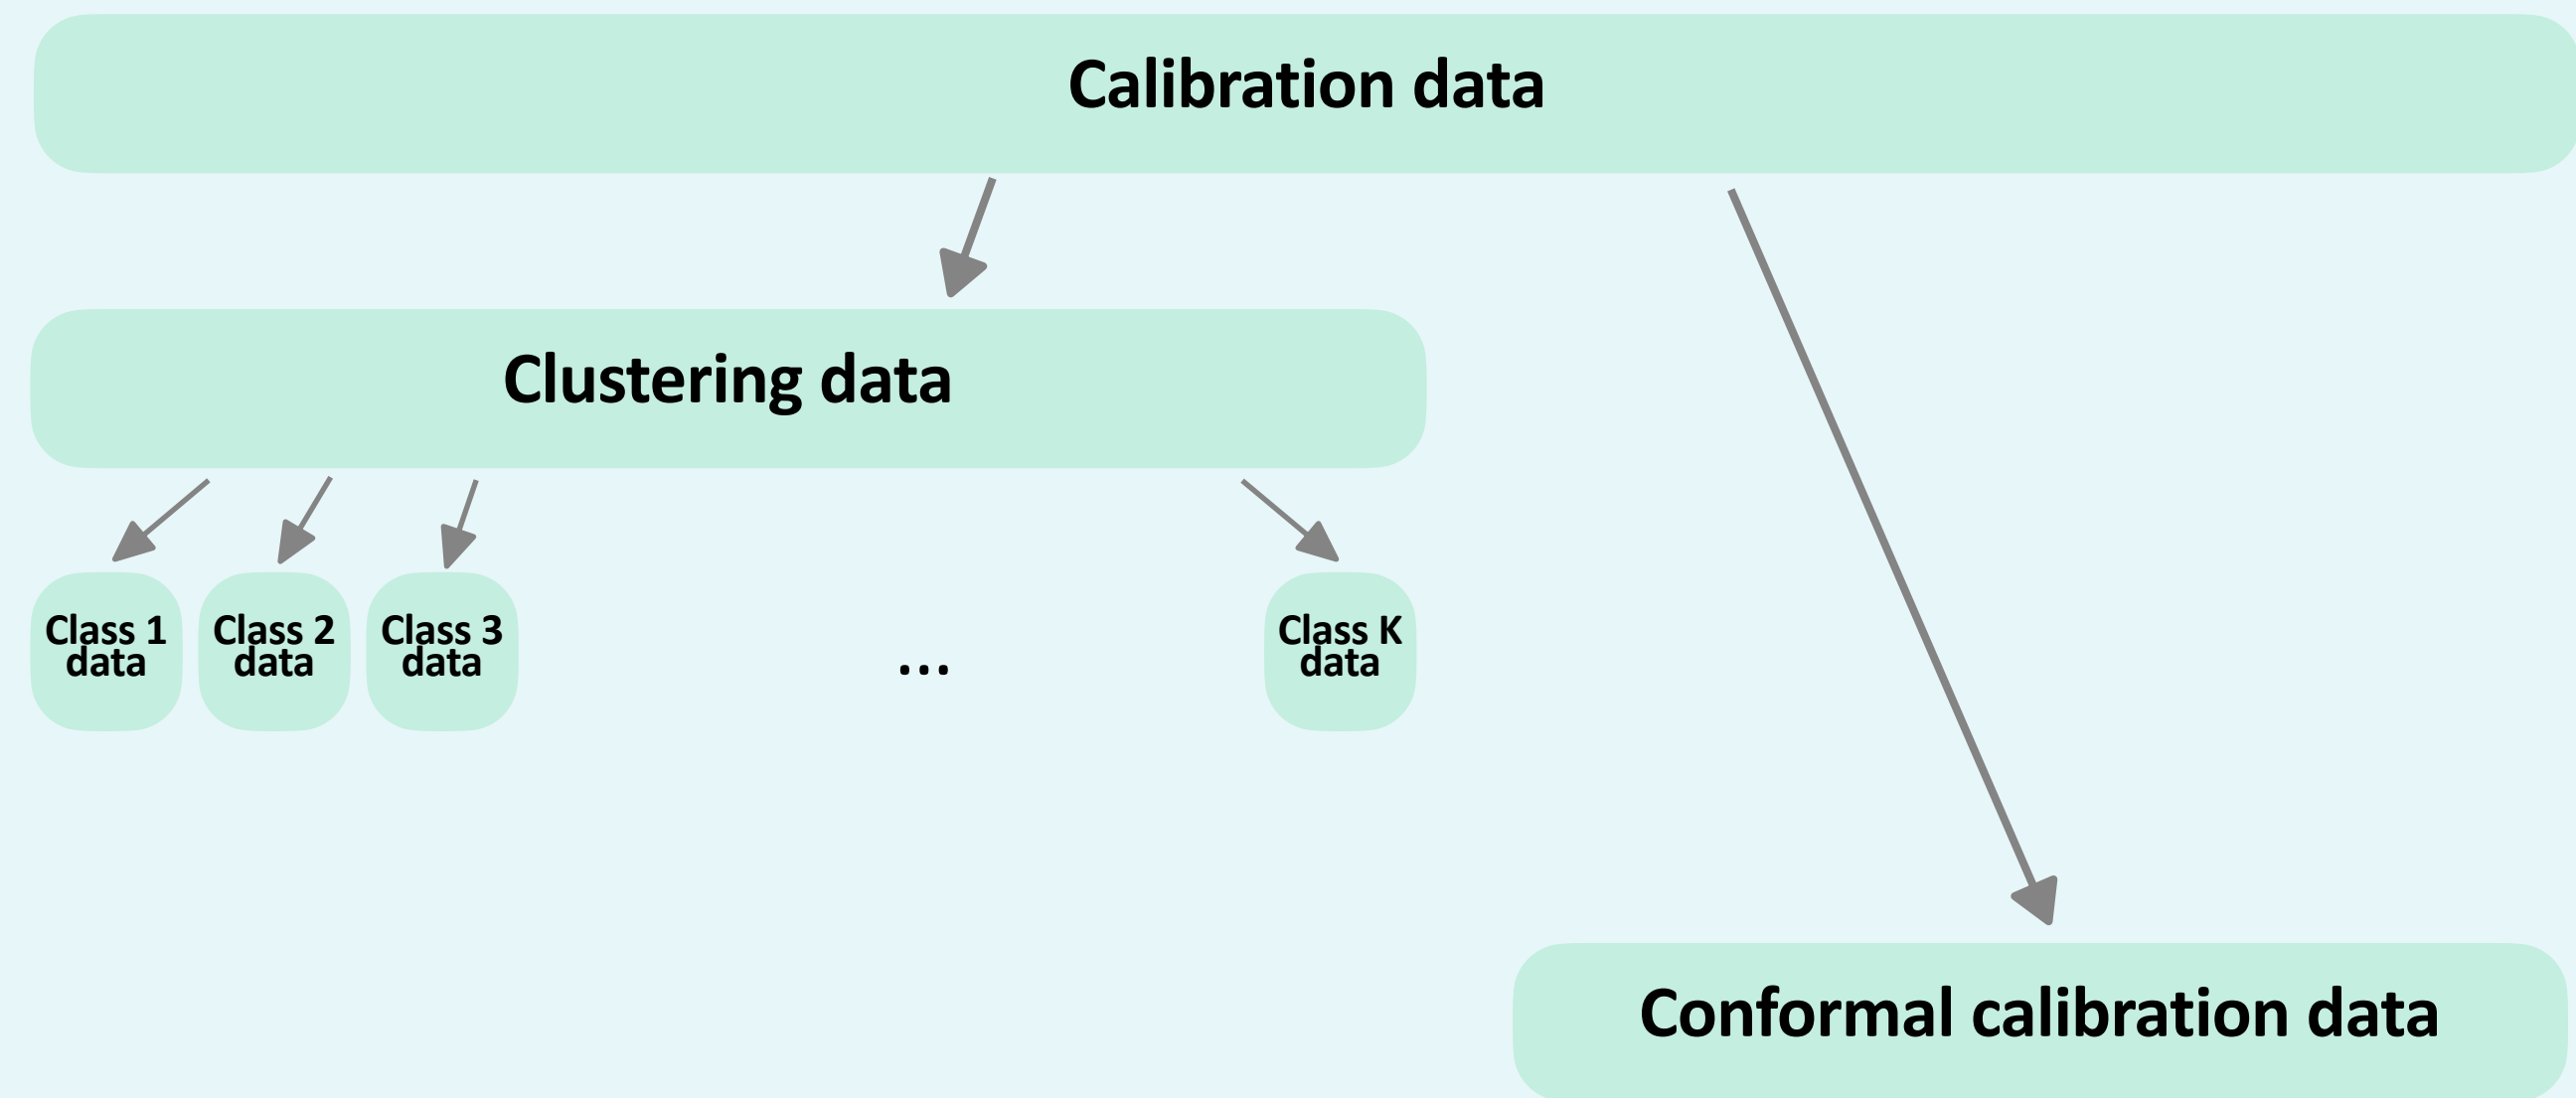 Calibration data
Clustering data
Class 1
data
Class 2
data
Class 3
data
...
Class K
data
Conformal calibration data